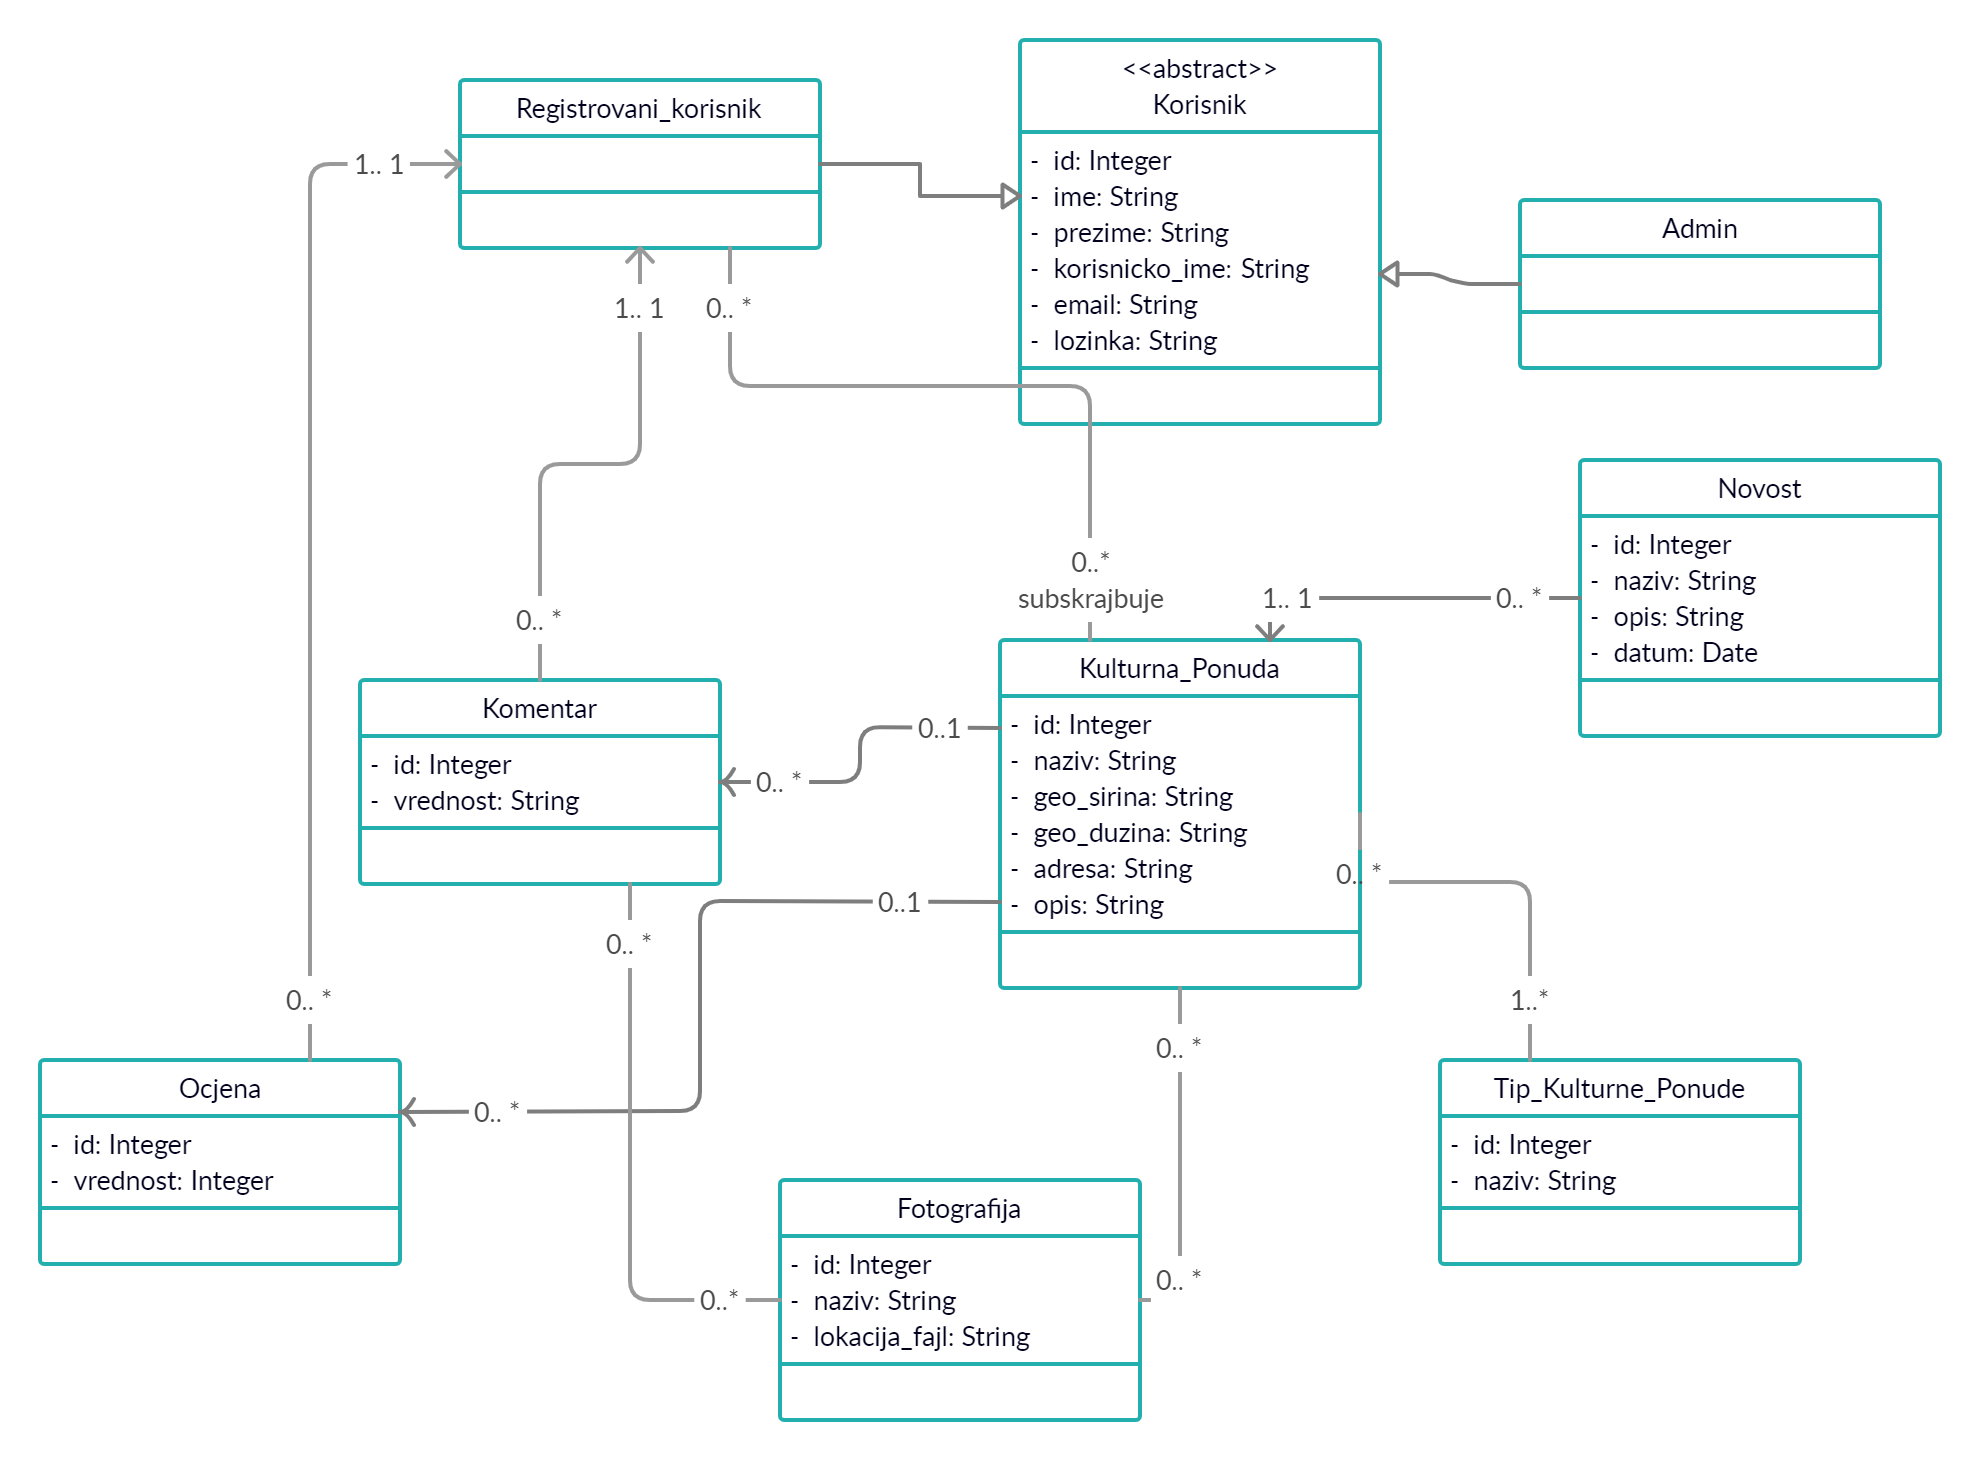 <<abstract>>
Korisnik
- id: Integer
- ime: String
- prezime: String
- korisnicko_ime: String
- email: String
- lozinka: String
Registrovani_korisnik
1.. 1
1.. 1
0.. *
Admin
Novost
- id: Integer
- naziv: String
- opis: String
- datum: Date
0..*
subskrajbuje
1.. 1
0.. *
0.. *
Komentar
- id: Integer
- vrednost: String
Kulturna_Ponuda
- id: Integer
- naziv: String
- geo_sirina: String
- geo_duzina: String
- adresa: String
- opis: String
0..1
0.. *
0..1
0.. *
0.. *
0.. *
1..*
0.. *
0.. *
Ocjena
- id: Integer
- vrednost: Integer
Tip_Kulturne_Ponude
- id: Integer
- naziv: String
Fotografija
- id: Integer
- naziv: String
- lokacija_fajl: String
0..*
0.. *